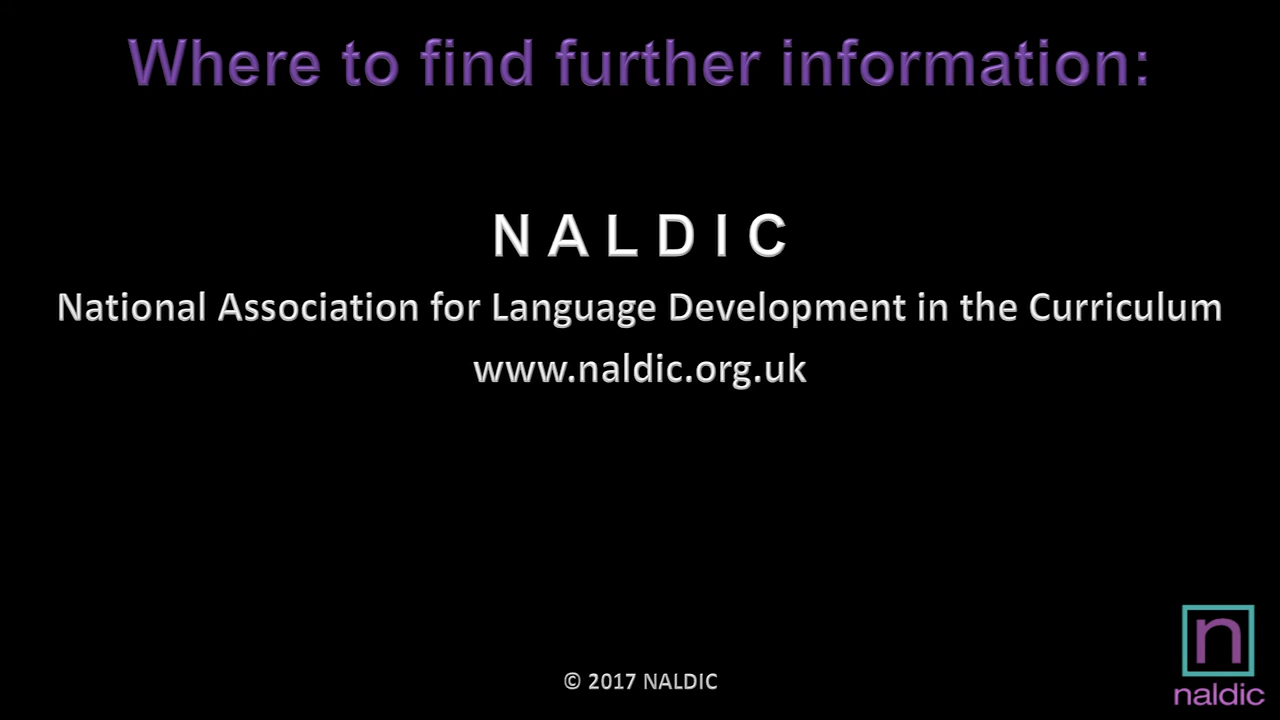 Where to find further information:
N A L D I C
National Association for Language Development in the Curriculum
www.naldic.org.uk
© 2017 NALDIC
n
naldic